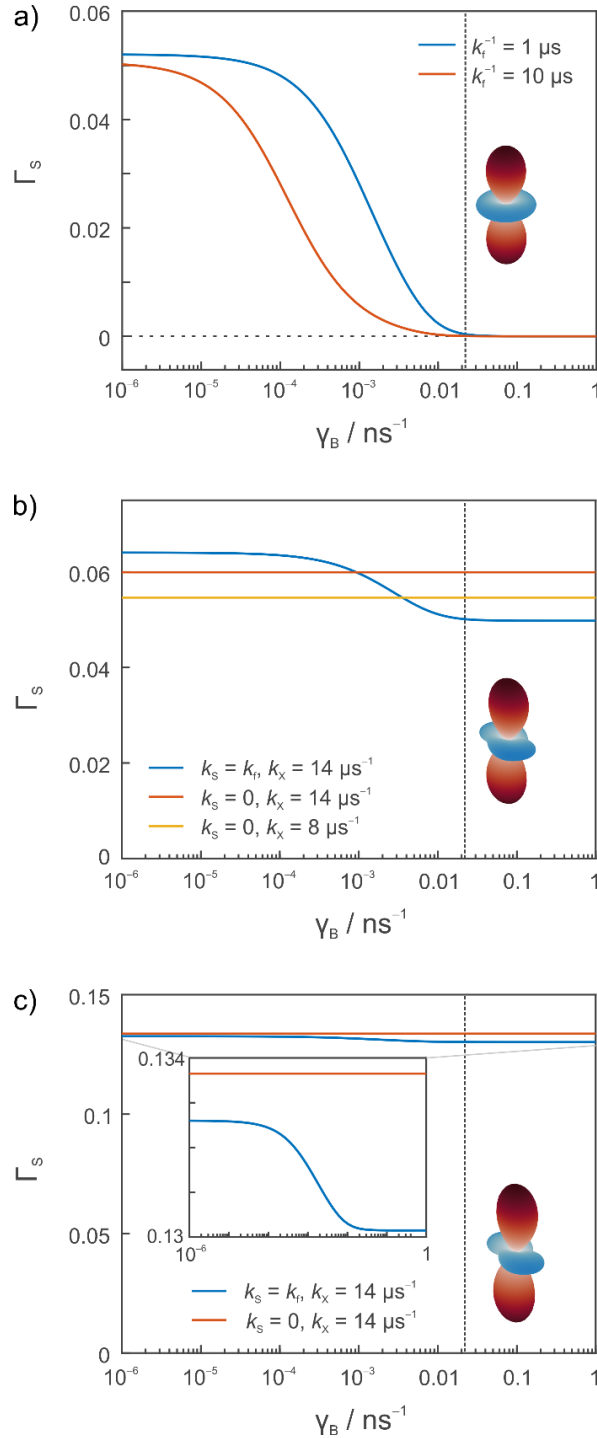 a)
k_f⁻¹ = 1 μs
k_f⁻¹ = 10 μs
0.06
0.04
0.02
0
Γ_S
10⁻⁶ 10⁻⁵ 10⁻⁴ 10⁻³ 0.01 0.1 1
γ_B / ns⁻¹
b)
0.06
0.04
0.02
0
Γ_S
k_S = k_f, k_X = 14 μs⁻¹
k_S = 0, k_X = 14 μs⁻¹
k_S = 0, k_X = 8 μs⁻¹
10⁻⁶ 10⁻⁵ 10⁻⁴ 10⁻³ 0.01 0.1 1
γ_B / ns⁻¹
c)
0.15
0.1
0.05
0
Γ_S
0.134
0.13
10⁻⁶ 1
k_S = k_f, k_X = 14 μs⁻¹
k_S = 0, k_X = 14 μs⁻¹
10⁻⁶ 10⁻⁵ 10⁻⁴ 10⁻³ 0.01 0.1 1
γ_B / ns⁻¹